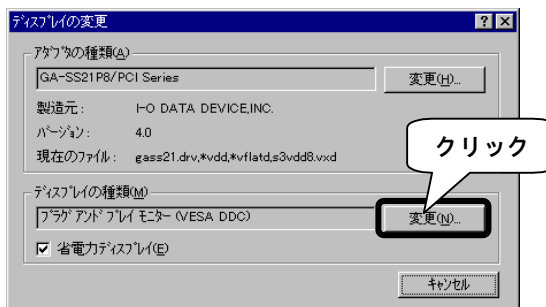 ディスプレイの変更
アダプタの種類(A)
GA-SS21P8/PCI Series
変更(H)...
製造元: I-O DATA DEVICE,INC.
バージョン: 4.0
現在のファイル: gass21.drv,*vdd,*vflatd,s3vdd8.vxd
クリック
ディスプレイの種類(M)
プラグ アンド プレイ モニター (VESA DDC)
変更(N)...
省電力ディスプレイ(E)
キャンセル